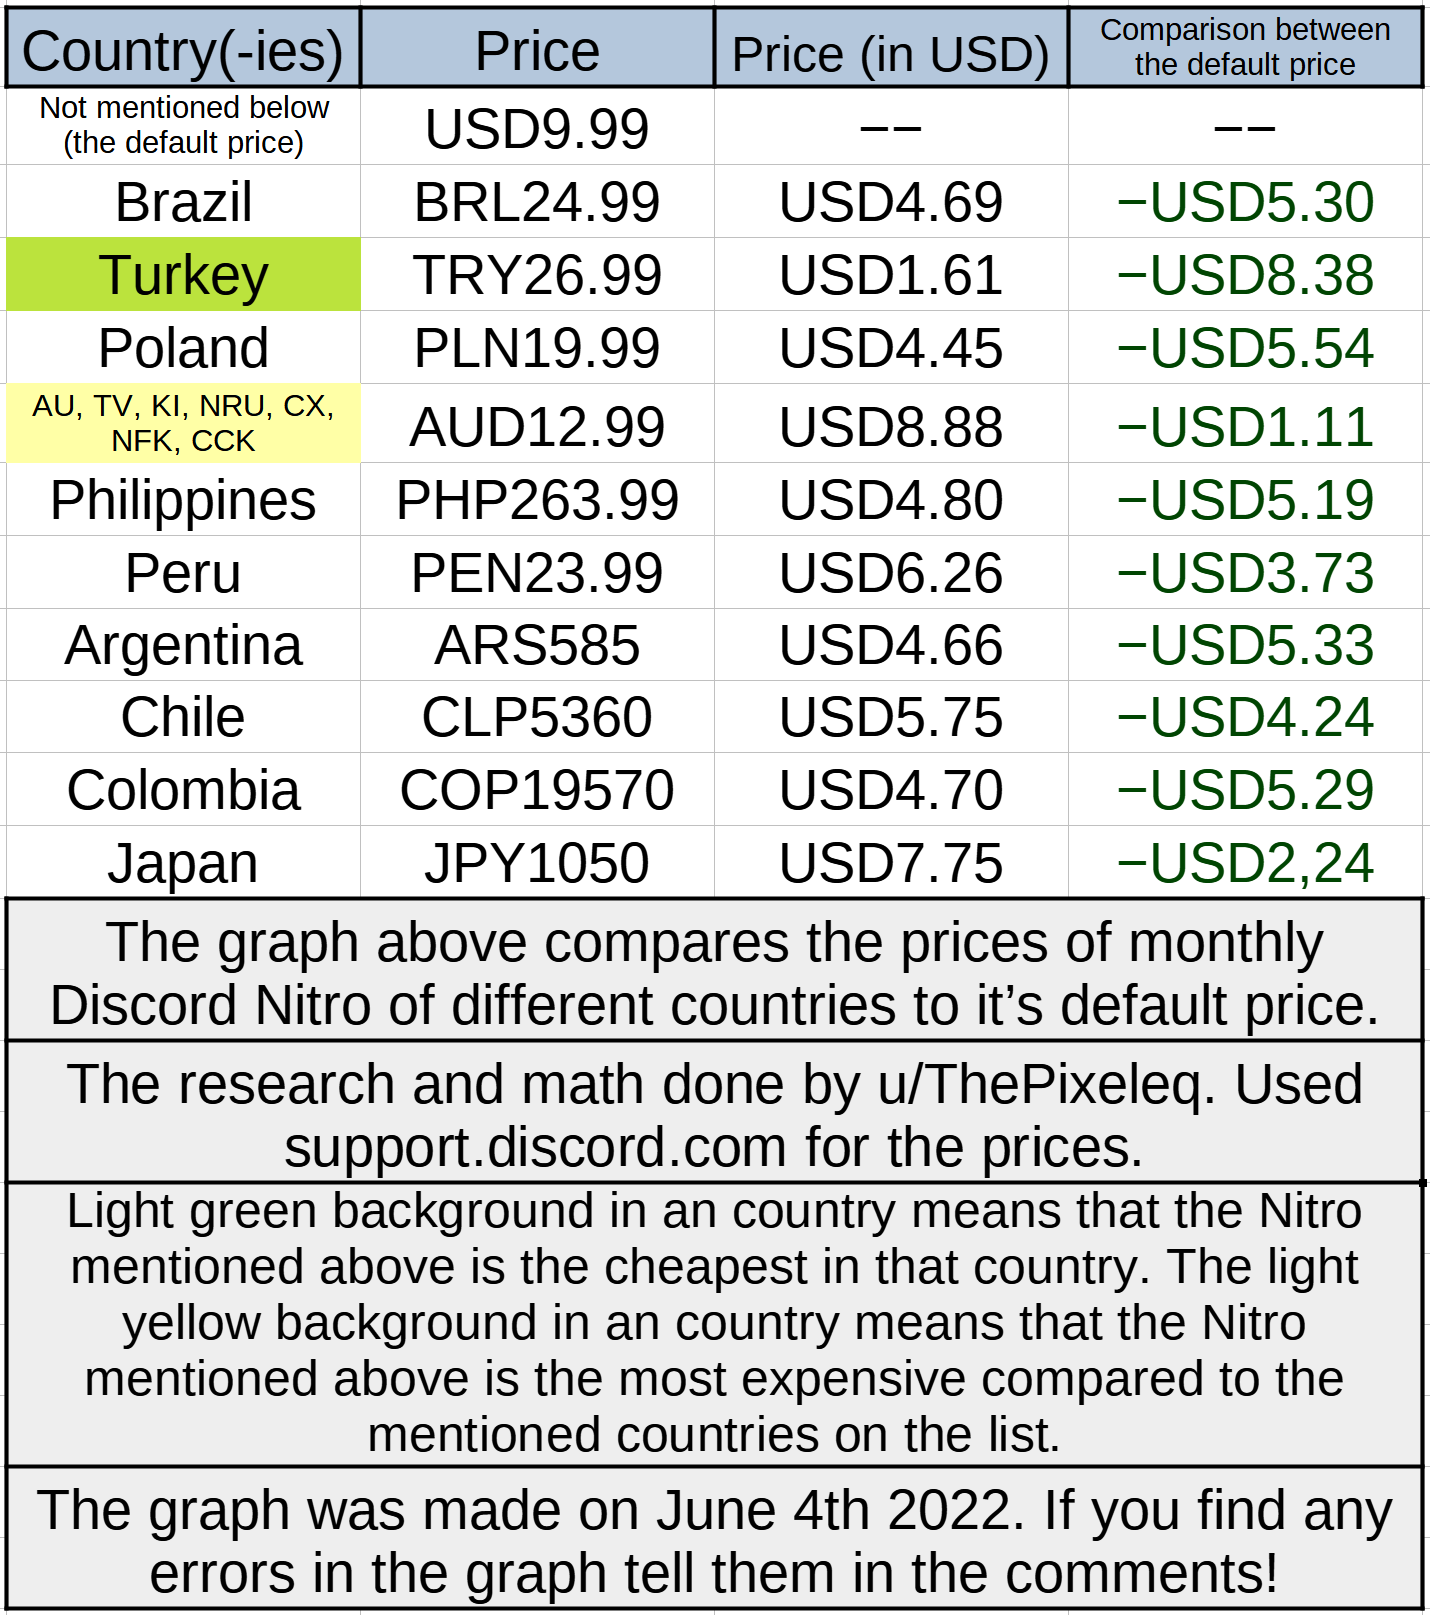 Country(-ies) Price Price (in USD) Comparison between
the default price
Not mentioned below
(the default price) USD9.99 −− −−
Brazil BRL24.99 USD4.69 −USD5.30
Turkey TRY26.99 USD1.61 −USD8.38
Poland PLN19.99 USD4.45 −USD5.54
AU, TV, KI, NRU, CX,
NFK, CCK AUD12.99 USD8.88 −USD1.11
Philippines PHP263.99 USD4.80 −USD5.19
Peru PEN23.99 USD6.26 −USD3.73
Argentina ARS585 USD4.66 −USD5.33
Chile CLP5360 USD5.75 −USD4.24
Colombia COP19570 USD4.70 −USD5.29
Japan JPY1050 USD7.75 −USD2,24
The graph above compares the prices of monthly
Discord Nitro of different countries to it’s default price.
The research and math done by u/ThePixeleq. Used
support.discord.com for the prices.
Light green background in an country means that the Nitro
mentioned above is the cheapest in that country. The light
yellow background in an country means that the Nitro
mentioned above is the most expensive compared to the
mentioned countries on the list.
The graph was made on June 4th 2022. If you find any
errors in the graph tell them in the comments!